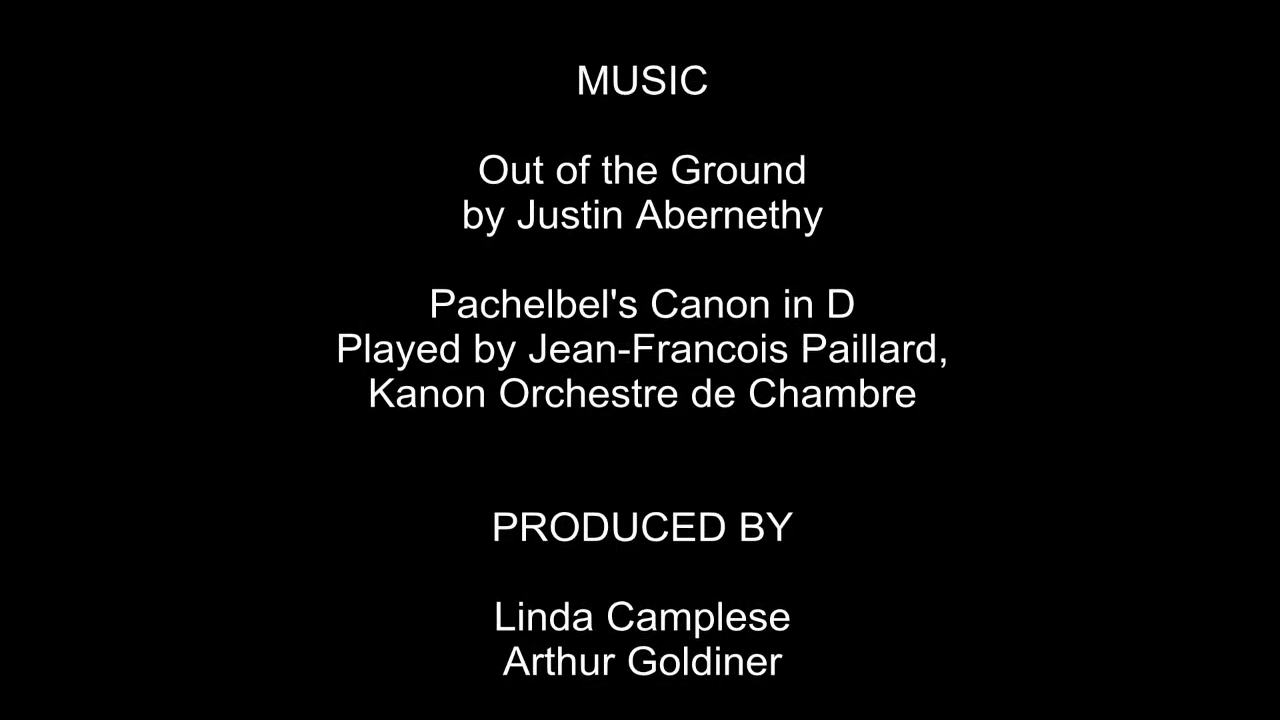 MUSIC
Out of the Ground
by Justin Abernethy
Pachelbel's Canon in D
Played by Jean-Francois Paillard,
Kanon Orchestre de Chambre
PRODUCED BY
Linda Camplese
Arthur Goldiner